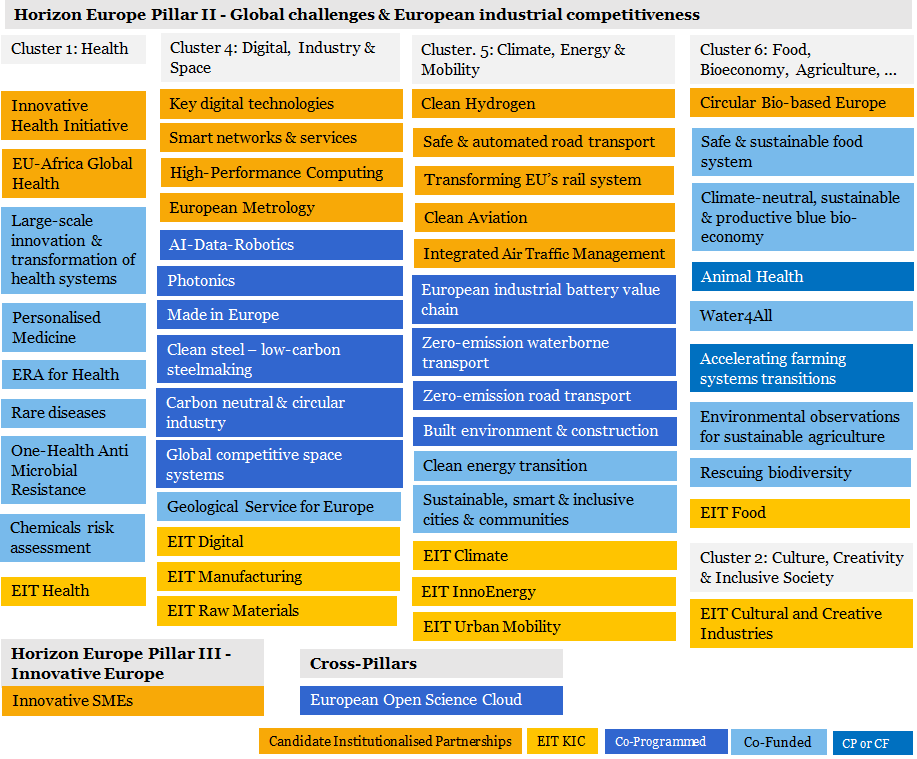 Horizon Europe Pillar II - Global challenges & European industrial competitiveness
Cluster 1: Health
Innovative
Health Initiative
EU-Africa Global
Health
Large-scale
innovation &
transformation of
health systems
Personalised
Medicine
ERA for Health
Rare diseases
One-Health Anti
Microbial
Resistance
Chemicals risk
assessment
EIT Health
Cluster 4: Digital, Industry &
Space
Key digital technologies
Smart networks & services
High-Performance Computing
European Metrology
AI-Data-Robotics
Photonics
Made in Europe
Clean steel – low-carbon
steelmaking
Carbon neutral & circular
industry
Global competitive space
systems
Geological Service for Europe
EIT Digital
EIT Manufacturing
EIT Raw Materials
Cluster. 5: Climate, Energy &
Mobility
Clean Hydrogen
Safe & automated road transport
Transforming EU's rail system
Clean Aviation
Integrated Air Traffic Management
European industrial battery value
chain
Zero-emission waterborne
transport
Zero-emission road transport
Built environment & construction
Clean energy transition
Sustainable, smart & inclusive
cities & communities
EIT Climate
EIT InnoEnergy
EIT Urban Mobility
Cluster 6: Food,
Bioeconomy, Agriculture, ...
Circular Bio-based Europe
Safe & sustainable food
system
Climate-neutral, sustainable
& productive blue bio-
economy
Animal Health
Water4All
Accelerating farming
systems transitions
Environmental observations
for sustainable agriculture
Rescuing biodiversity
EIT Food
Cluster 2: Culture, Creativity
& Inclusive Society
EIT Cultural and Creative
Industries
Horizon Europe Pillar III -
Innovative Europe
Innovative SMEs
Cross-Pillars
European Open Science Cloud
Candidate Institutionalised Partnerships
EIT KIC
Co-Programmed
Co-Funded
CP or CF